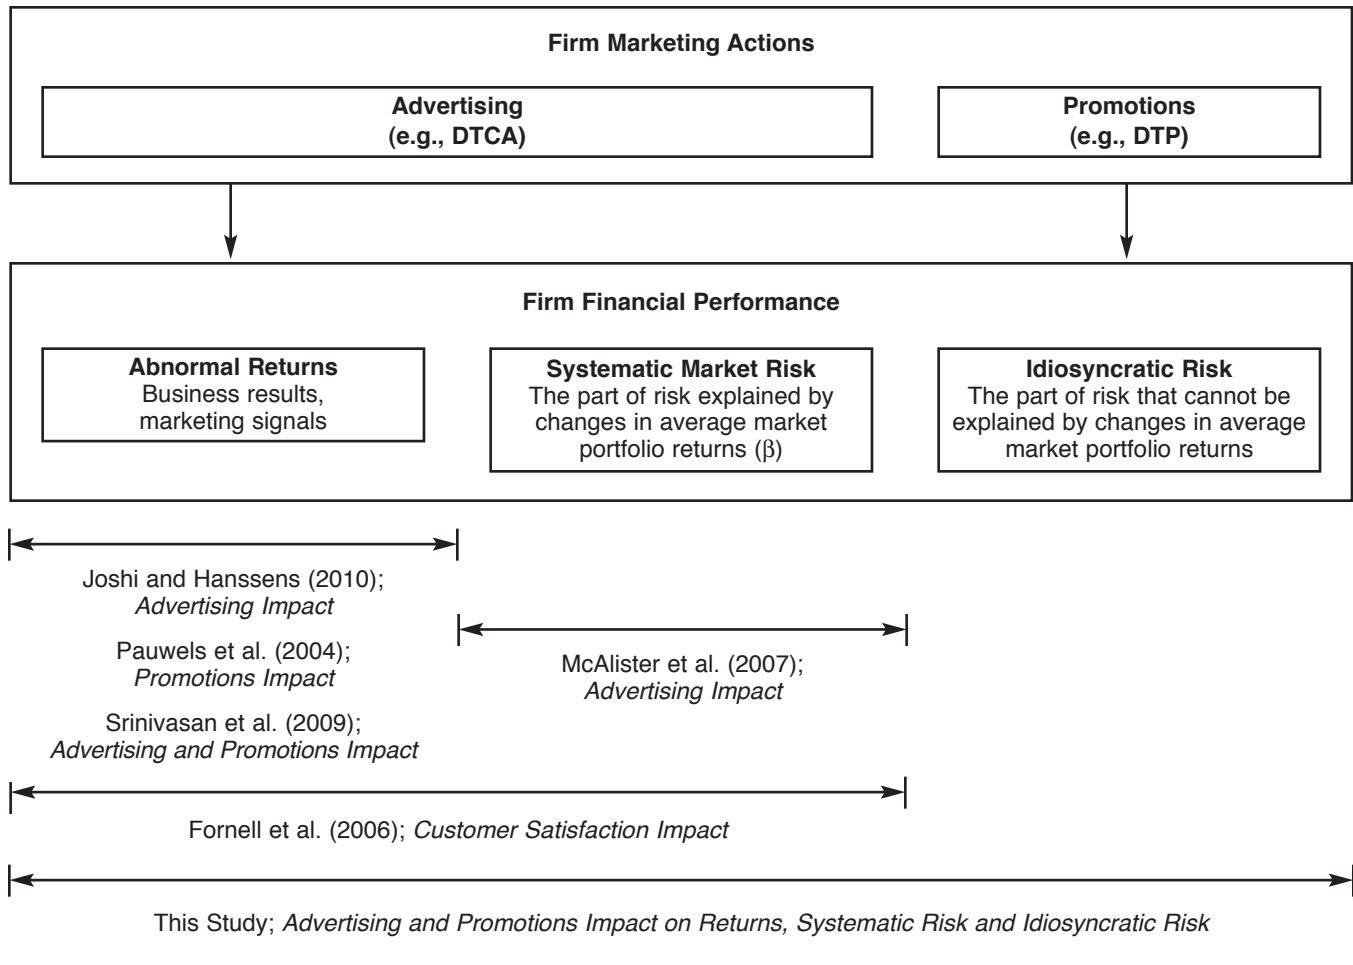 Firm Marketing Actions
Advertising
(e.g., DTCA)
Promotions
(e.g., DTP)
Firm Financial Performance
Abnormal Returns
Business results,
marketing signals
Systematic Market Risk
The part of risk explained by
changes in average market
portfolio returns (β)
Idiosyncratic Risk
The part of risk that cannot be
explained by changes in average
market portfolio returns
Joshi and Hanssens (2010);
Advertising Impact
Pauwels et al. (2004);
Promotions Impact
Srinivasan et al. (2009);
Advertising and Promotions Impact
McAlister et al. (2007);
Advertising Impact
Fornell et al. (2006); Customer Satisfaction Impact
This Study; Advertising and Promotions Impact on Returns, Systematic Risk and Idiosyncratic Risk